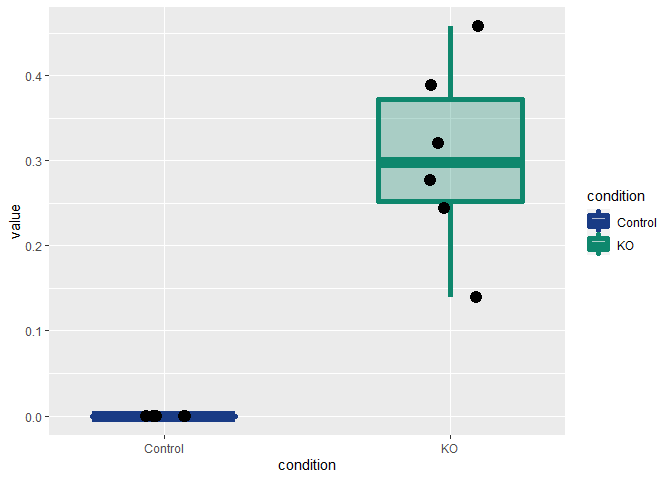 0.4
0.3
0.2
0.1
0.0
value
Control
KO
condition
condition
Control
KO